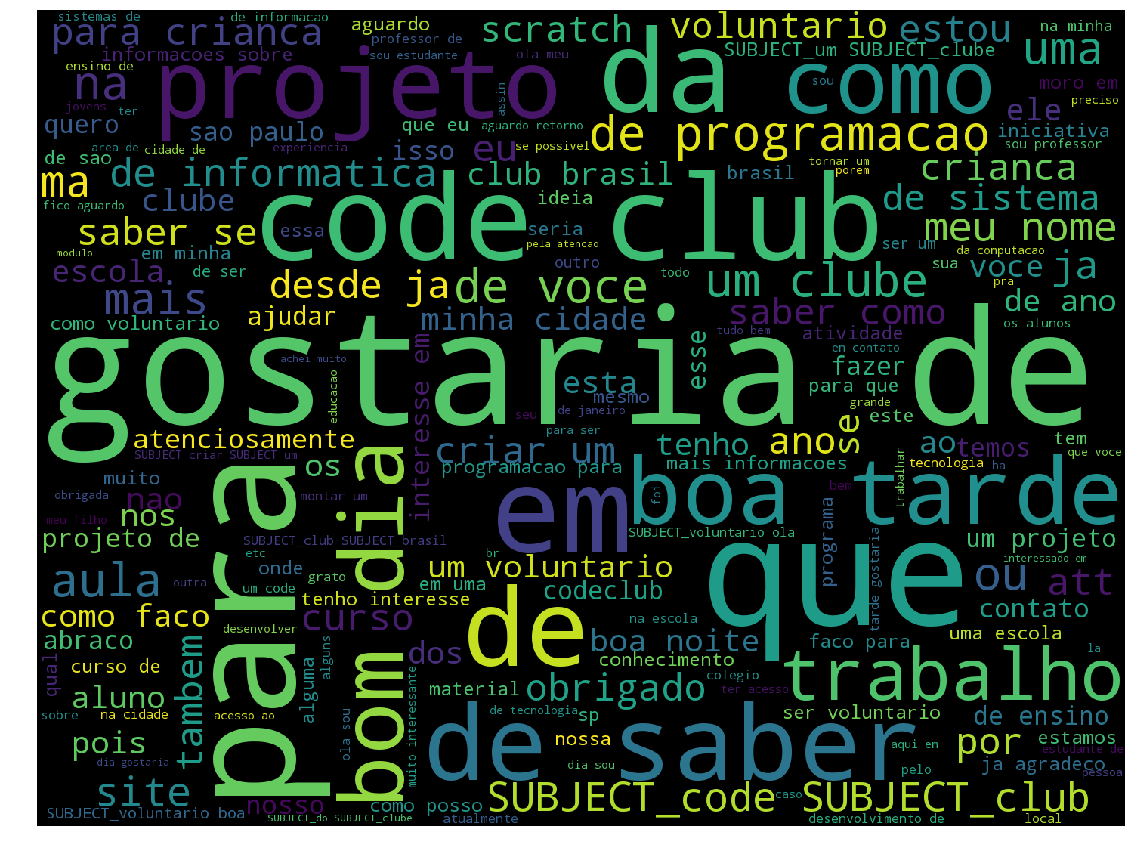 sistemas de
de informacao
aguardo
professor de
scratch
voluntario
estou
na minha
para crianca
informacoes sobre
sou estudante
ola meu
SUBJECT_um SUBJECT_clube
uma
ensino de
na
projeto
da
como
sou
moro em
preciso
jovens
ter
assim
ele
quero
sao paulo
que eu
aguardo retorno
de programacao
iniciativa
sou professor
area de
cidade de
experiencia
isso
eu
se possivel
tornar um
porem
de sao
ma
de informatica
club brasil
brasil
crianca
fico aguardo
clube
ideia
de sistema
code club
saber se
essa
seria
meu nome
modulo
em minha
pela atencao
ser um
da computacao
escola
de ser
outro
todo
um clube
sua
voce
ja
pra
mais
desde ja
de voce
saber como
de ano
como voluntario
ajudar
minha cidade
tudo bem
atividade
os alunos
gostaria de
achei muito
educacao
interesse em
esta
mesmo
esse
em contato
fazer
para que
grande
seu
de janeiro
este
atenciosamente
para ser
se
SUBJECT_criar SUBJECT_um
criar um
tenho
ano
ao
temos
tem
que voce
muito
os
programacao para
mais informacoes
tecnologia
ha
trabalhar
obrigada
nao
montar um
para
bom dia
em
foi
boa tarde
bem
meu filho
nos
projeto de
SUBJECT_club SUBJECT_brasil
SUBJECT_voluntario ola
programa
um projeto
etc
br
que
interessado em
aula
onde
grato
um voluntario
ou
att
outra
um code
em uma
codeclub
tarde gostaria
tenho interesse
de
contato
como faco
curso
na escola
desenvolver
boa noite
faco para
uma escola
abraco
alguns
dos
conhecimento
la
qual
curso de
tambem
alguma
muito interessante
material
obrigado
colegio
ter acesso
trabalho
aluno
sobre
na cidade
acesso ao
ola sou
de tecnologia
sp
ser voluntario
de ensino
pois
de saber
nossa
aqui em
por
estamos
estudante de
dia gostaria
dia sou
pelo
ja agradeco
pessoa
site
nosso
como posso
SUBJECT_code
caso
SUBJECT_club
SUBJECT_voluntario boa
SUBJECT_do SUBJECT_clube
atualmente
desenvolvimento de
local